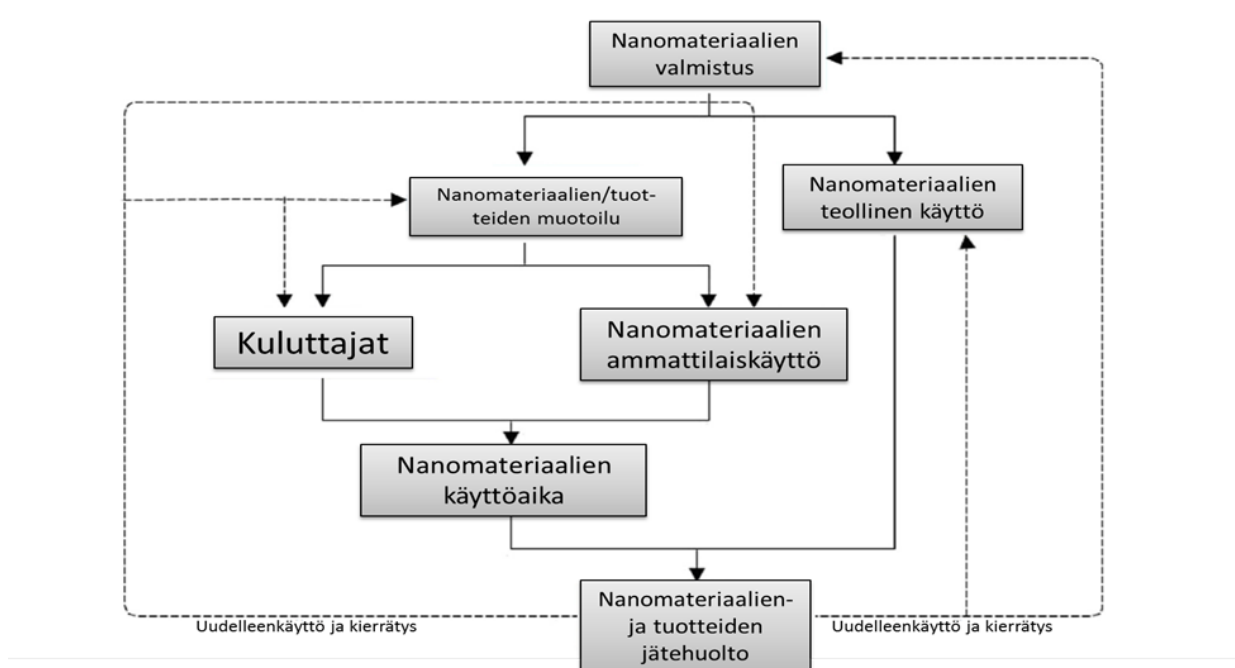 Nanomateriaalien
valmistus
Nanomateriaalien/tuot-
teiden muotoilu
Nanomateriaalien
teollinen käyttö
Kuluttajat
Nanomateriaalien
ammattilaiskäyttö
Nanomateriaalien
käyttöaika
Nanomateriaalien-
ja tuotteiden
jätehuolto
Uudelleenkäyttö ja kierrätys
Uudelleenkäyttö ja kierrätys